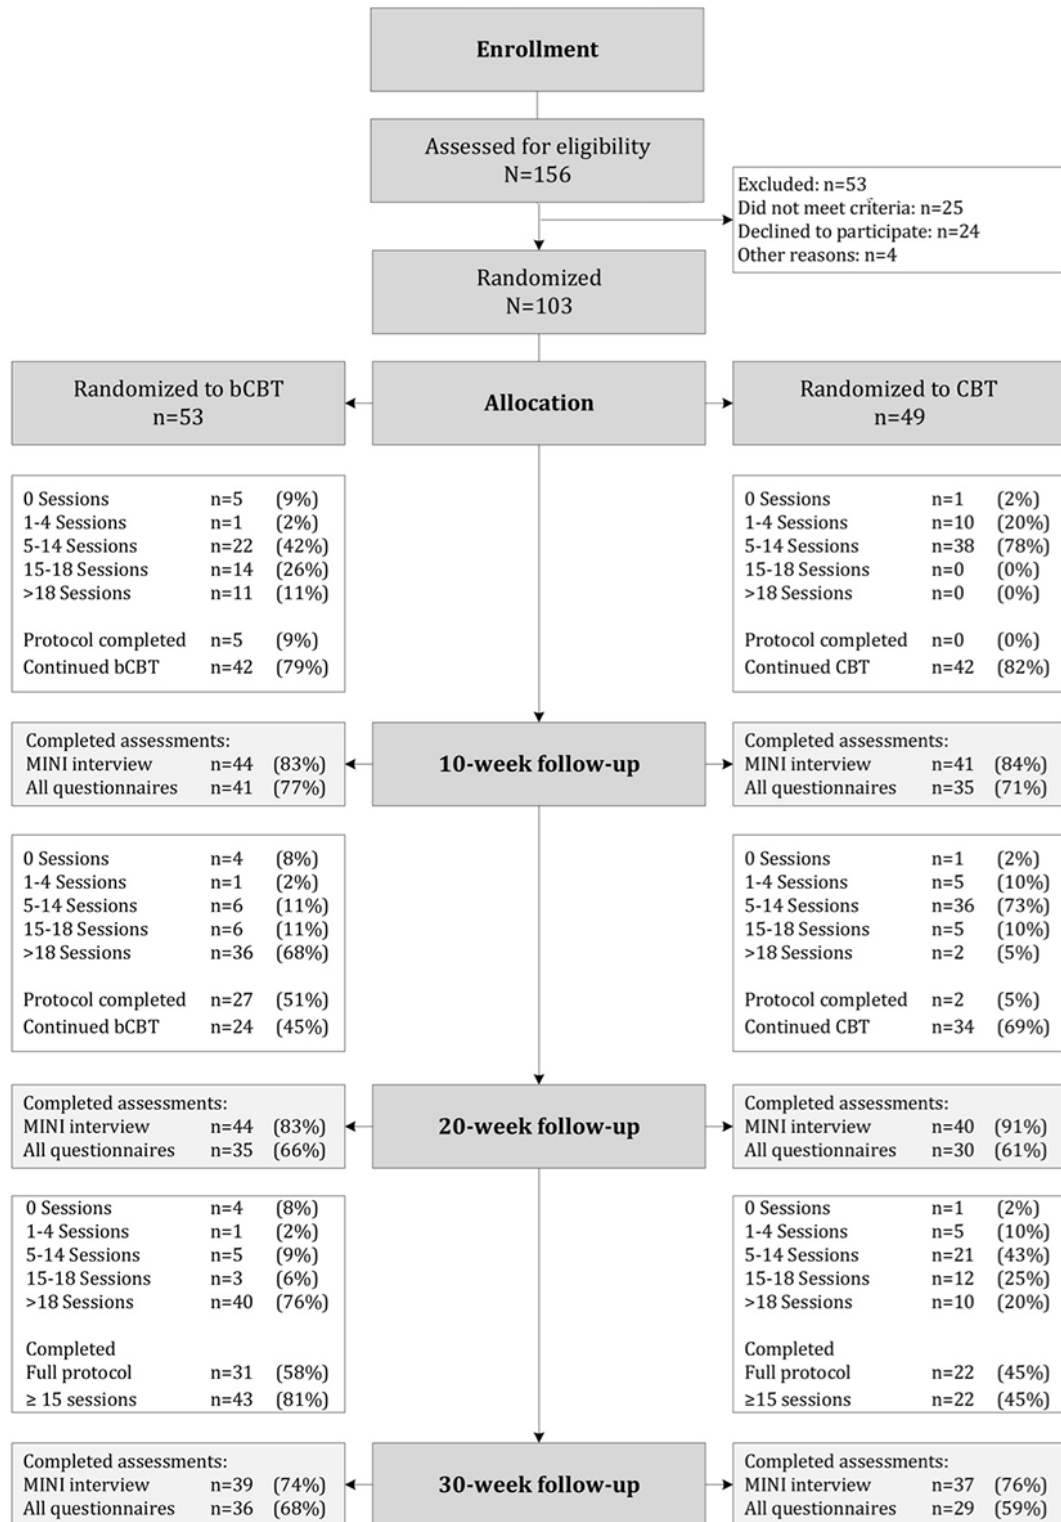 Enrollment
Assessed for eligibility
N=156
Excluded: n=53
Did not meet criteria: n=25
Declined to participate: n=24
Other reasons: n=4
Randomized
N=103
Randomized to bCBT
n=53
Allocation
Randomized to CBT
n=49
0 Sessions n=5 (9%)
1-4 Sessions n=1 (2%)
5-14 Sessions n=22 (42%)
15-18 Sessions n=14 (26%)
>18 Sessions n=11 (11%)
Protocol completed n=5 (9%)
Continued bCBT n=42 (79%)
0 Sessions n=1 (2%)
1-4 Sessions n=10 (20%)
5-14 Sessions n=38 (78%)
15-18 Sessions n=0 (0%)
>18 Sessions n=0 (0%)
Protocol completed n=0 (0%)
Continued CBT n=42 (82%)
Completed assessments:
MINI interview n=44 (83%)
All questionnaires n=41 (77%)
10-week follow-up
Completed assessments:
MINI interview n=41 (84%)
All questionnaires n=35 (71%)
0 Sessions n=4 (8%)
1-4 Sessions n=1 (2%)
5-14 Sessions n=6 (11%)
15-18 Sessions n=6 (11%)
>18 Sessions n=36 (68%)
Protocol completed n=27 (51%)
Continued bCBT n=24 (45%)
0 Sessions n=1 (2%)
1-4 Sessions n=5 (10%)
5-14 Sessions n=36 (73%)
15-18 Sessions n=5 (10%)
>18 Sessions n=2 (5%)
Protocol completed n=2 (5%)
Continued CBT n=34 (69%)
Completed assessments:
MINI interview n=44 (83%)
All questionnaires n=35 (66%)
20-week follow-up
Completed assessments:
MINI interview n=40 (91%)
All questionnaires n=30 (61%)
0 Sessions n=4 (8%)
1-4 Sessions n=1 (2%)
5-14 Sessions n=5 (9%)
15-18 Sessions n=3 (6%)
>18 Sessions n=40 (76%)
Completed
Full protocol n=31 (58%)
≥ 15 sessions n=43 (81%)
0 Sessions n=1 (2%)
1-4 Sessions n=5 (10%)
5-14 Sessions n=21 (43%)
15-18 Sessions n=12 (25%)
>18 Sessions n=10 (20%)
Completed
Full protocol n=22 (45%)
≥15 sessions n=22 (45%)
Completed assessments:
MINI interview n=39 (74%)
All questionnaires n=36 (68%)
30-week follow-up
Completed assessments:
MINI interview n=37 (76%)
All questionnaires n=29 (59%)